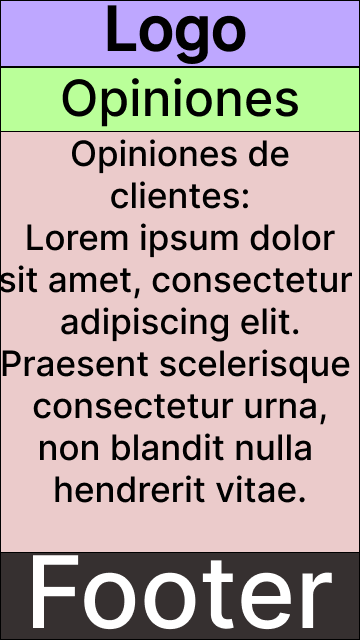 Logo
Opiniones
Opiniones de
clientes:
Lorem ipsum dolor
sit amet, consectetur
adipiscing elit.
Praesent scelerisque
consectetur urna,
non blandit nulla
hendrerit vitae.
Footer